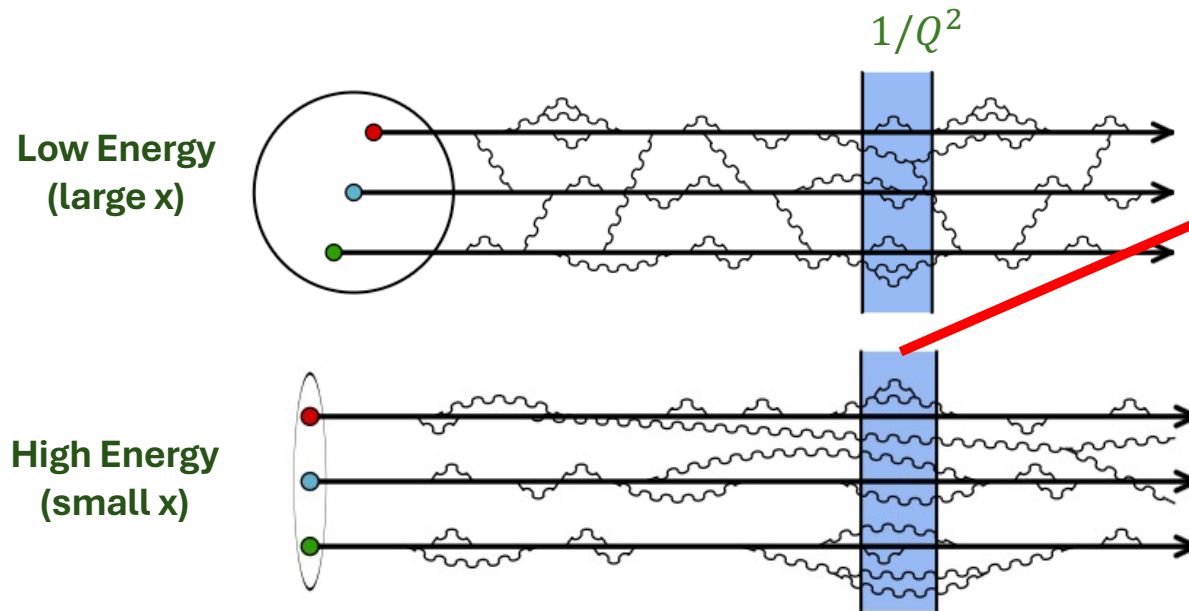 1/Q²
Low Energy
(large x)
High Energy
(small x)